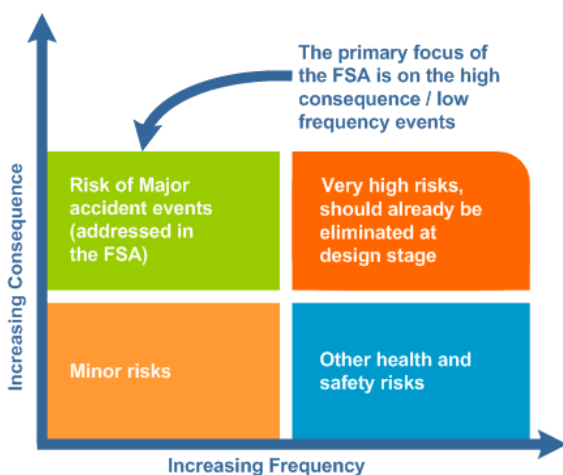 The primary focus of
the FSA is on the high
consequence / low
frequency events
Increasing Consequence
Risk of Major
accident events
(addressed in
the FSA)
Very high risks,
should already be
eliminated at
design stage
Minor risks
Other health and
safety risks
Increasing Frequency